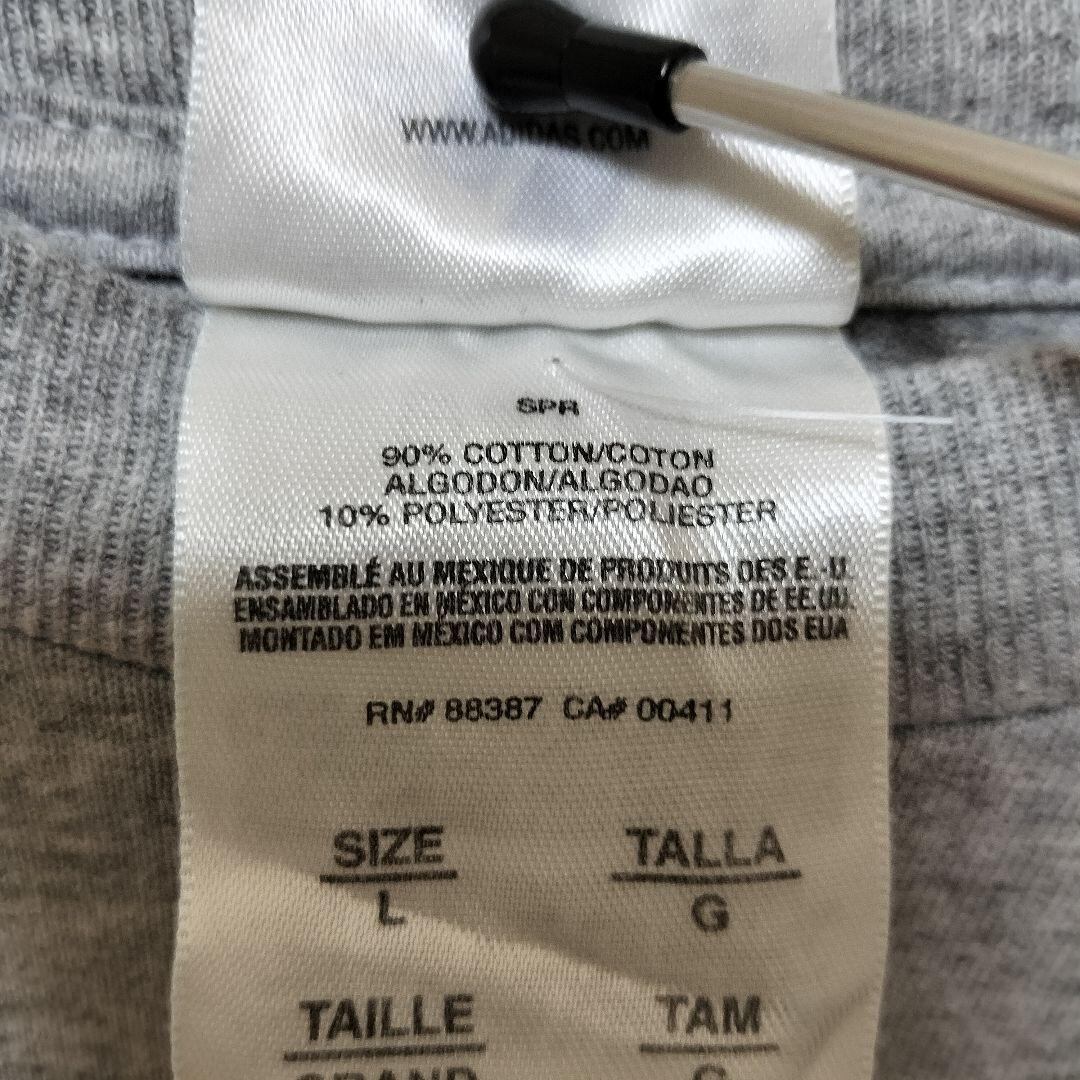 WWW.ADIDAS.COM
SPR
90% COTTON/COTON
ALGODON/ALGODAO
10% POLYESTER/POLIESTER
ASSEMBLÉ AU MEXIQUE DE PRODUITS DES E.-U.
ENSAMBLADO EN MÉXICO CON COMPONENTES DE EE.UU.
MONTADO EM MÉXICO COM COMPONENTES DOS EUA
RN# 88387 CA# 00411
SIZE TALLA
L G
TAILLE TAM
GRAND G